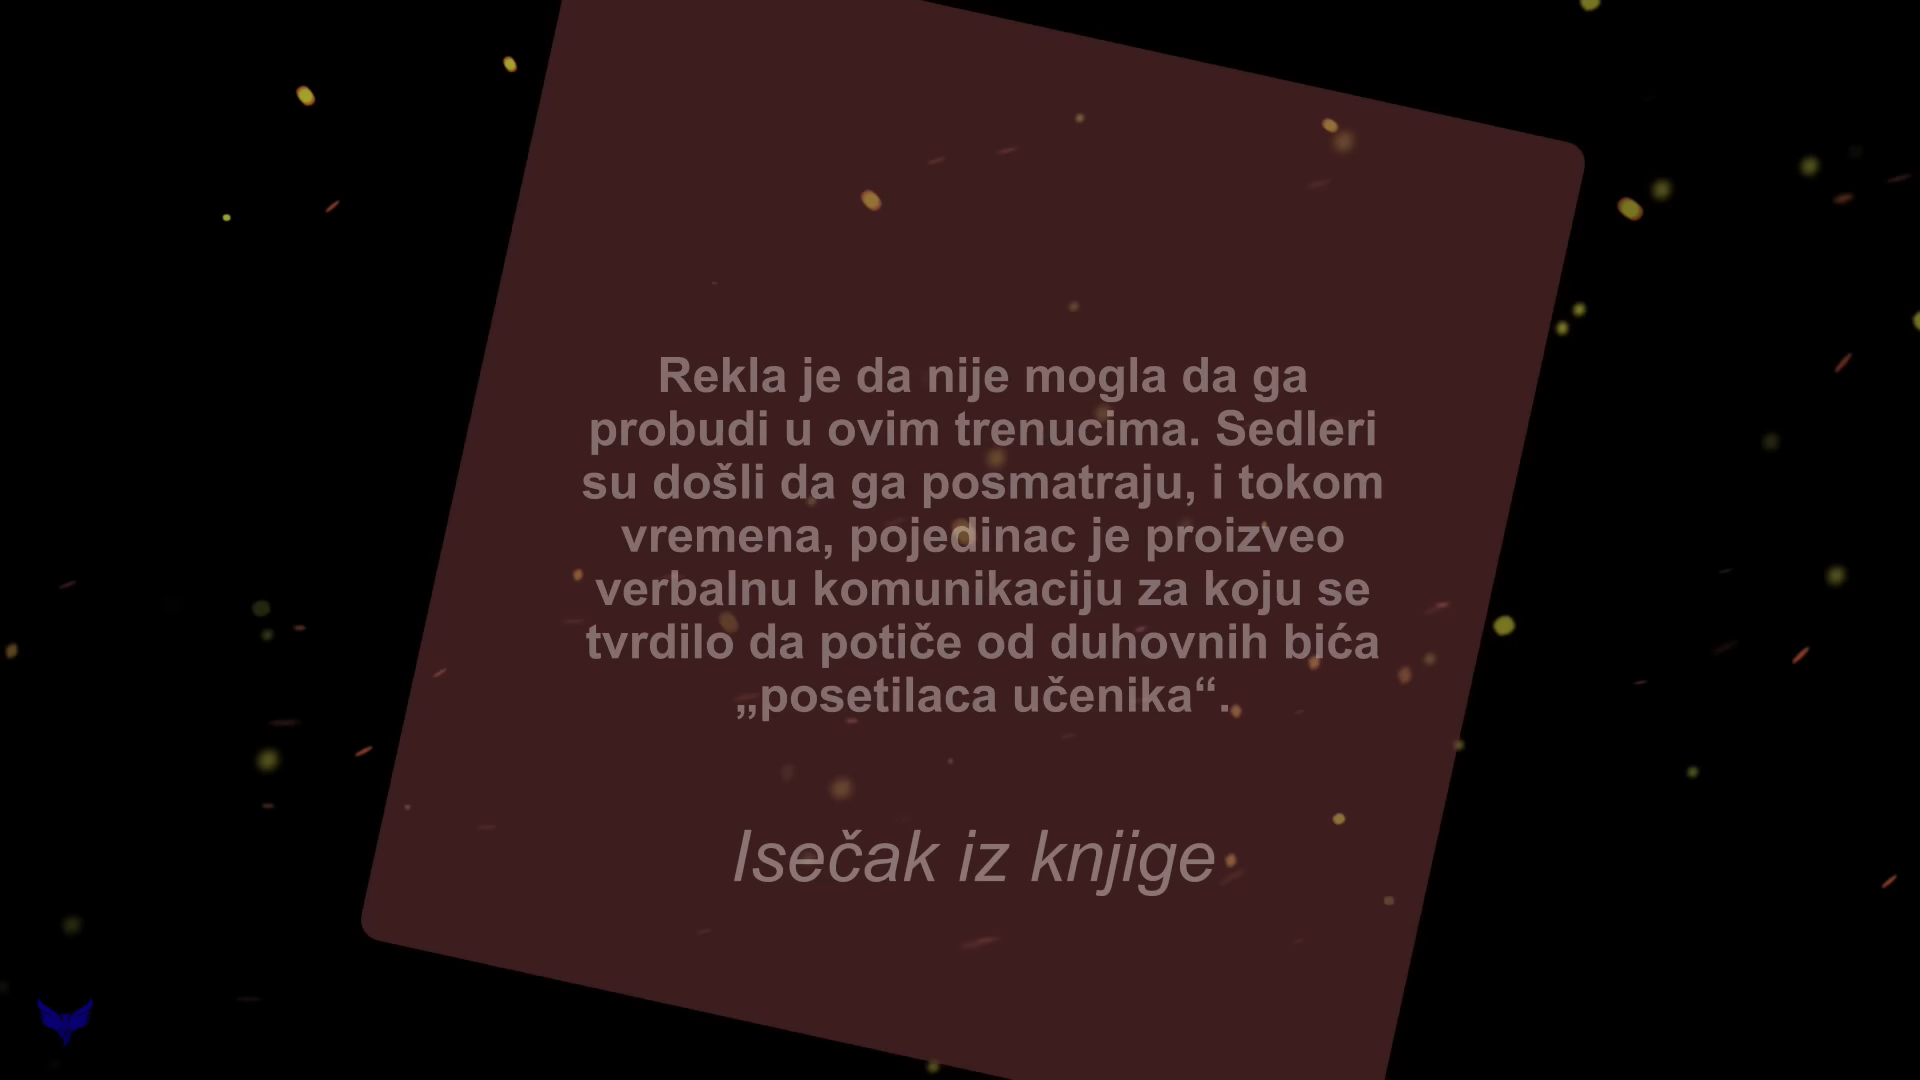 Rekla je da nije mogla da ga
probudi u ovim trenucima. Sedleri
su došli da ga posmatraju, i tokom
vremena, pojedinac je proizveo
verbalnu komunikaciju za koju se
tvrdilo da potiče od duhovnih bića
„posetilaca učenika“.
Isečak iz knjige